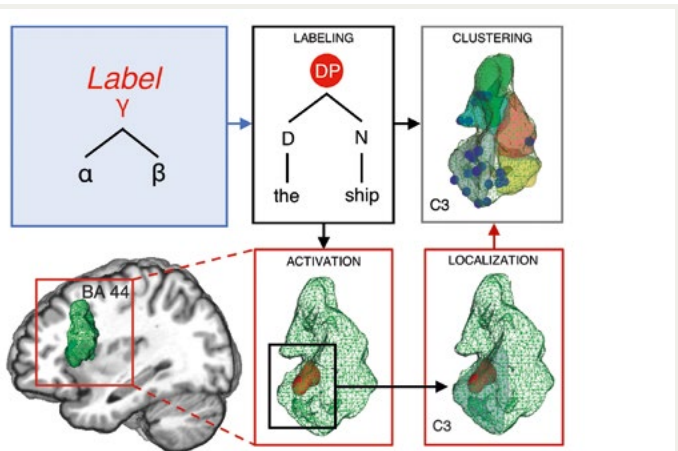 Label
γ
α β
LABELING
DP
D N
the ship
CLUSTERING
C3
BA 44
ACTIVATION
LOCALIZATION
C3